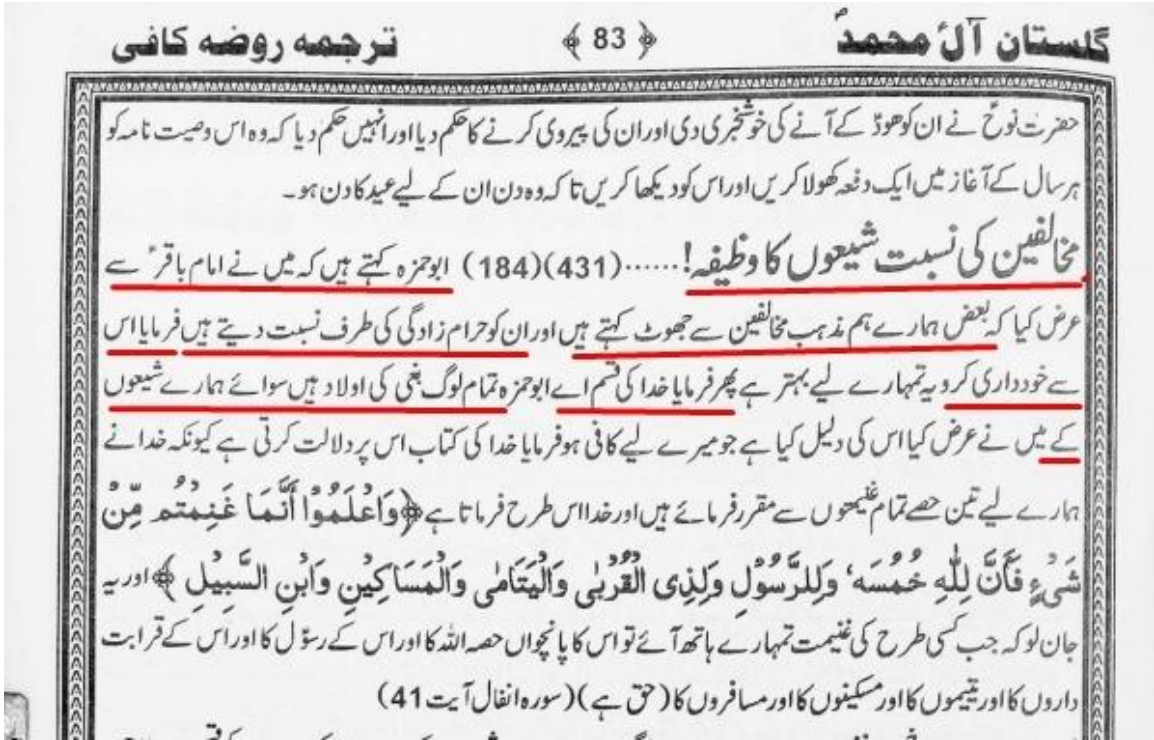 گلستان آلِ محمدؐ ﴿ 83 ﴾ ترجمه روضه کافی
حضرت نوحؑ نے ان کو ھودؑ کے آنے کی خوشخبری دی اور ان کی پیروی کرنے کا حکم دیا اور انہیں حکم دیا کہ وہ اس وصیت نامہ کو
ہر سال کے آغاز میں ایک دفعہ کھولا کریں اور اس کو دیکھا کریں تا کہ وہ دن ان کے لیے عید کا دن ہو۔
مخالفین کی نسبت شیعوں کا وظیفہ!......(431)(184) ابوحمزہ کہتے ہیں کہ میں نے امام باقرؑ سے
عرض کیا کہ بعض ہمارے ہم مذہب مخالفین سے جھوٹ کہتے ہیں اور ان کو حرام زادگی کی طرف نسبت دیتے ہیں فرمایا اس
سے خودداری کرو یہ تمہارے لیے بہتر ہے پھر فرمایا خدا کی قسم اے ابوحمزہ تمام لوگ بغی کی اولاد ہیں سوائے ہمارے شیعوں
کے میں نے عرض کیا اس کی دلیل کیا ہے جو میرے لیے کافی ہو فرمایا خدا کی کتاب اس پر دلالت کرتی ہے کیونکہ خدا نے
ہمارے لیے تین حصے تمام غنیمتوں سے مقرر فرمائے ہیں اور خدا اس طرح فرماتا ہے ﴿وَاعْلَمُوْا أَنَّمَا غَنِمْتُم مِّنْ
شَیْءٍ فَأَنَّ لِلّٰهِ خُمُسَه‘ وَلِلرَّسُوْلِ وَلِذِی الْقُرْبٰی وَالْیَتَامٰی وَالْمَسَاکِیْنِ وَابْنِ السَّبِیْلِ ﴾ اور یہ
جان لو کہ جب کسی طرح کی غنیمت تمہارے ہاتھ آئے تو اس کا پانچواں حصہ اللہ کا اور اس کے رسولؐ کا اور اس کے قرابت
داروں کا اور یتیموں کا اور مسکینوں کا اور مسافروں کا (حق ہے) (سورہ انفال آیت 41)